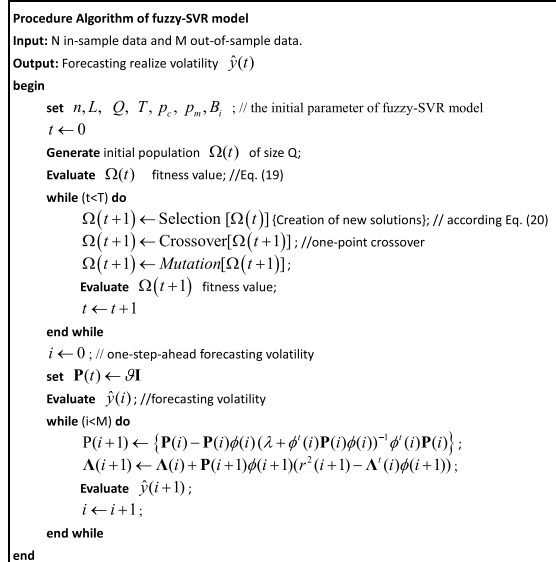 Procedure Algorithm of fuzzy-SVR model
Input: N in-sample data and M out-of-sample data.
Output: Forecasting realize volatility ŷ(t)
begin
set n, L, Q, T, p_c, p_m, B_i ; // the initial parameter of fuzzy-SVR model
t ← 0
Generate initial population Ω(t) of size Q;
Evaluate Ω(t) fitness value; //Eq. (19)
while (t<T) do
Ω(t+1) ← Selection [Ω(t)] {Creation of new solutions}; // according Eq. (20)
Ω(t+1) ← Crossover[Ω(t+1)] ; //one-point crossover
Ω(t+1) ← Mutation[Ω(t+1)] ;
Evaluate Ω(t+1) fitness value;
t ← t+1
end while
i ← 0 ; // one-step-ahead forecasting volatility
set P(t) ← ϑI
Evaluate ŷ(i) ; //forecasting volatility
while (i<M) do
P(i+1) ← {P(i) − P(i)ϕ(i)(λ + ϕᵗ(i)P(i)ϕ(i))⁻¹ϕᵗ(i)P(i)} ;
Λ(i+1) ← Λ(i) + P(i+1)ϕ(i+1)(r²(i+1) − Λᵗ(i)ϕ(i+1)) ;
Evaluate ŷ(i+1) ;
i ← i+1 ;
end while
end